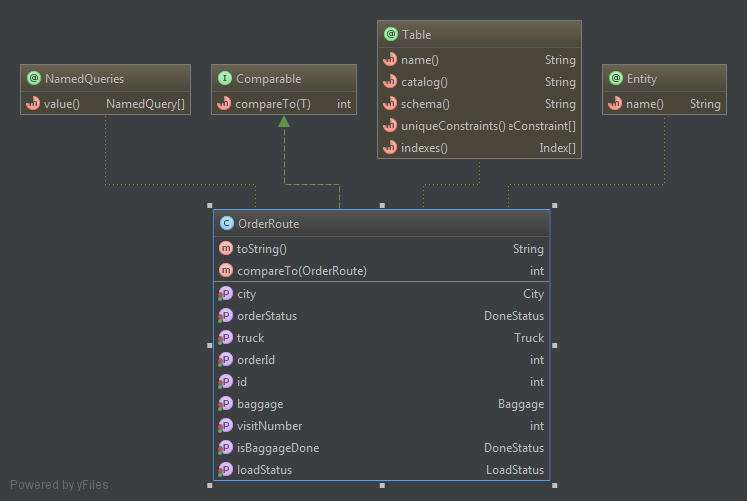 Table
name() String
catalog() String
schema() String
uniqueConstraints() eConstraint[]
indexes() Index[]
NamedQueries
value() NamedQuery[]
Comparable
compareTo(T) int
Entity
name() String
OrderRoute
toString() String
compareTo(OrderRoute) int
city City
orderStatus DoneStatus
truck Truck
orderId int
id int
baggage Baggage
visitNumber int
isBaggageDone DoneStatus
loadStatus LoadStatus
Powered by yFiles